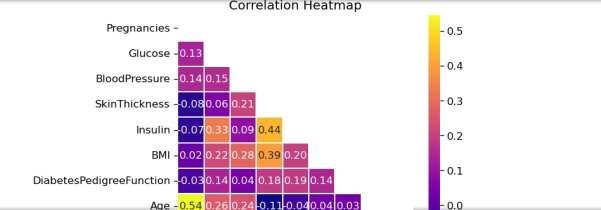 Correlation Heatmap
Pregnancies
Glucose 0.13
BloodPressure 0.14 0.15
SkinThickness -0.08 0.06 0.21
Insulin -0.07 0.33 0.09 0.44
BMI 0.02 0.22 0.28 0.39 0.20
DiabetesPedigreeFunction -0.03 0.14 0.04 0.18 0.19 0.14
Age 0.54 0.26 0.24 -0.11 -0.04 0.04 0.03
0.5
0.4
0.3
0.2
0.1
0.0